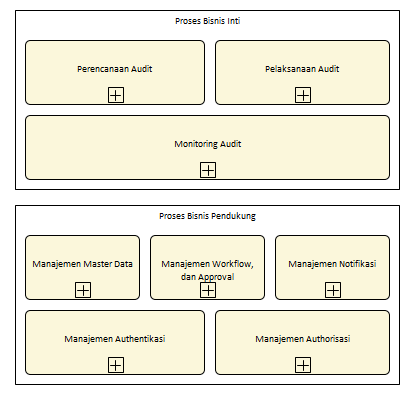 Proses Bisnis Inti
Perencanaan Audit
Pelaksanaan Audit
Monitoring Audit
Proses Bisnis Pendukung
Manajemen Master Data
Manajemen Workflow,
dan Approval
Manajemen Notifikasi
Manajemen Authentikasi
Manajemen Authorisasi